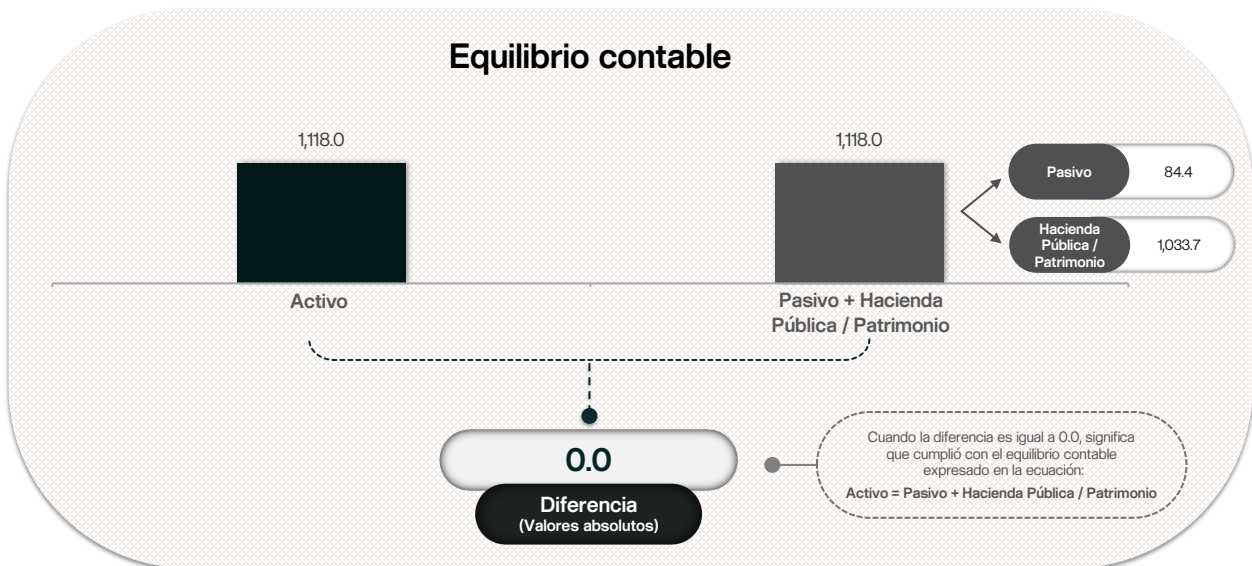 Equilibrio contable
1,118.0
1,118.0
Pasivo
84.4
Hacienda
Pública /
Patrimonio
1,033.7
Activo
Pasivo + Hacienda
Pública / Patrimonio
0.0
Diferencia
(Valores absolutos)
Cuando la diferencia es igual a 0.0, significa
que cumplió con el equilibrio contable
expresado en la ecuación:
Activo = Pasivo + Hacienda Pública / Patrimonio